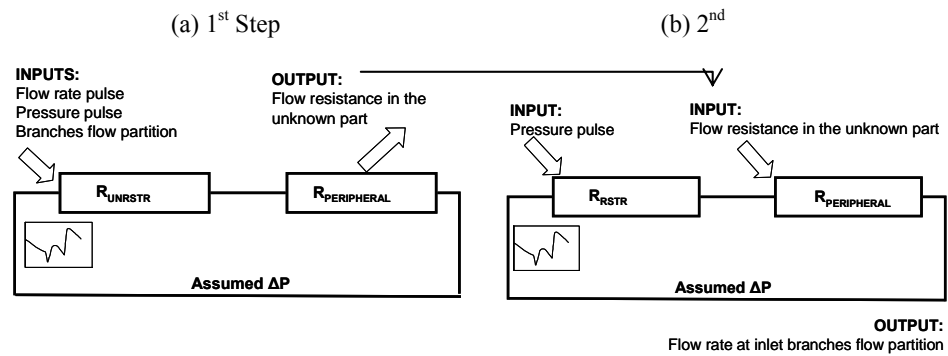 (a) 1st Step
(b) 2nd
INPUTS:
Flow rate pulse
Pressure pulse
Branches flow partition
OUTPUT:
Flow resistance in the
unknown part
INPUT:
Pressure pulse
INPUT:
Flow resistance in the unknown part
RUNRSTR
RPERIPHERAL
RRSTR
RPERIPHERAL
Assumed ΔP
Assumed ΔP
OUTPUT:
Flow rate at inlet branches flow partition